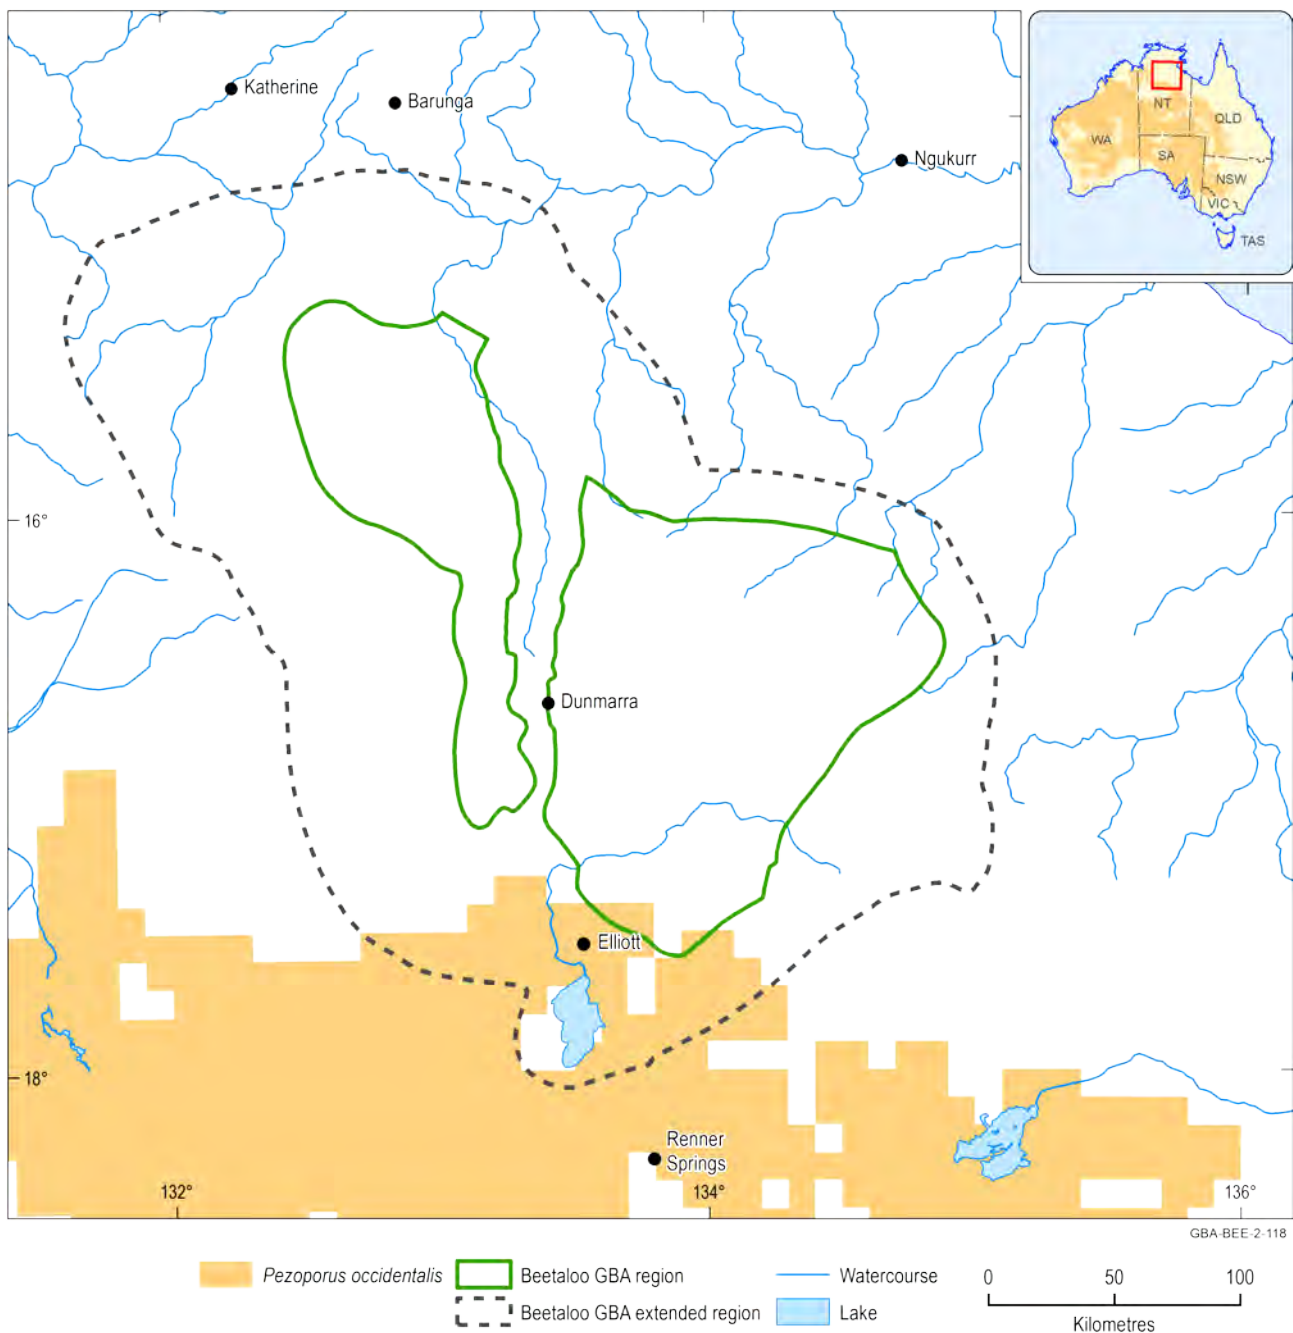 Katherine
Barunga
Ngukurr
NT
QLD
WA
SA
NSW
VIC
TAS
16°
Dunmarra
Elliott
18°
Renner
Springs
132°
134°
136°
GBA-BEE-2-118
Pezoporus occidentalis
Beetaloo GBA region
Watercourse
0 50 100
Beetaloo GBA extended region
Lake
Kilometres